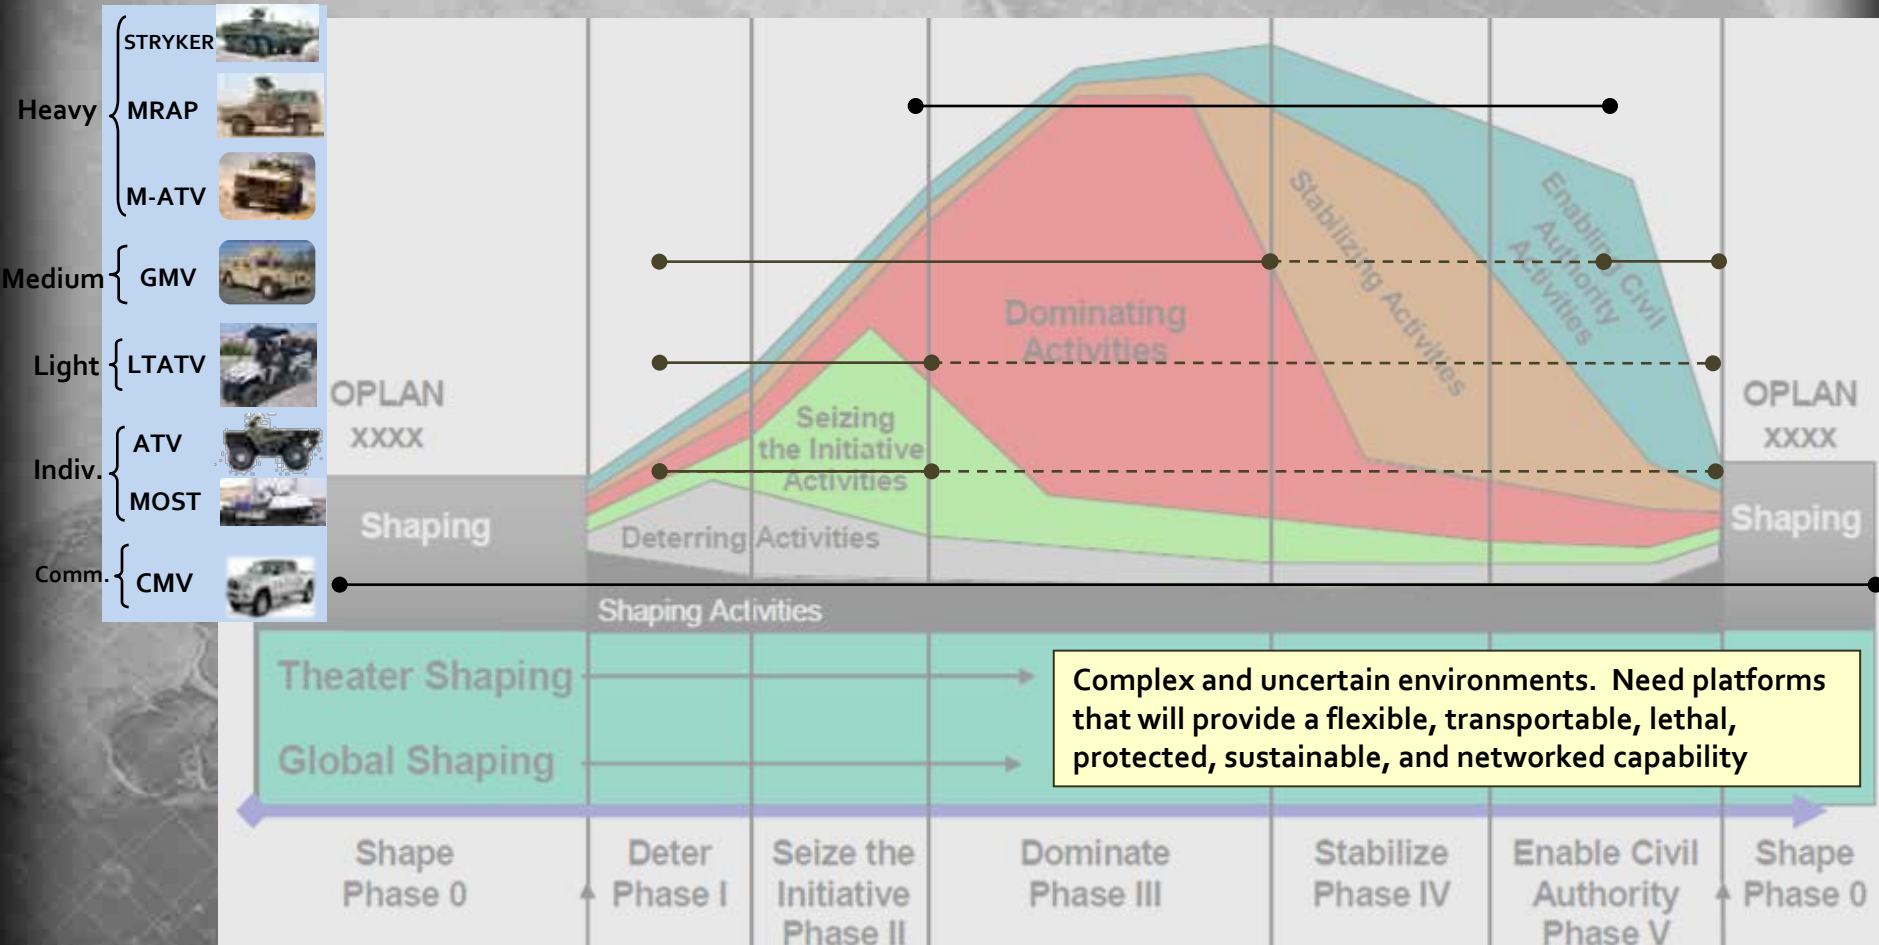 STRYKER
Heavy
MRAP
M-ATV
Medium
GMV
Light
LTATV
Indiv.
ATV
MOST
Comm.
CMV
OPLAN
XXXX
Shaping
Dominating
Activities
Stabilizing Activities
Enabling Civil
Authority
Activities
Seizing
the Initiative
Activities
Deterring Activities
Shaping Activities
OPLAN
XXXX
Shaping
Theater Shaping
Global Shaping
Complex and uncertain environments.  Need platforms
that will provide a flexible, transportable, lethal,
protected, sustainable, and networked capability
Shape
Phase 0
Deter
Phase I
Seize the
Initiative
Phase II
Dominate
Phase III
Stabilize
Phase IV
Enable Civil
Authority
Phase V
Shape
Phase 0